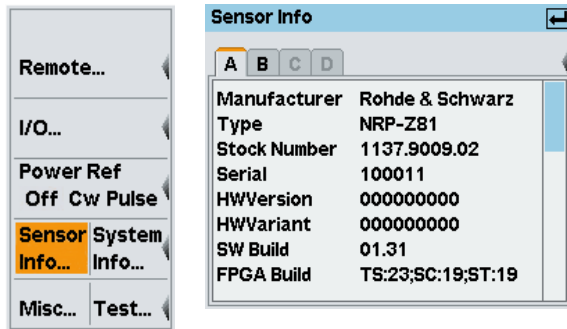 Remote...
I/O...
Power Ref
Off Cw Pulse
Sensor Info...
System Info...
Misc...
Test...
Sensor Info
A B C D
Manufacturer Rohde & Schwarz
Type NRP-Z81
Stock Number 1137.9009.02
Serial 100011
HWVersion 000000000
HWVariant 000000000
SW Build 01.31
FPGA Build TS:23;SC:19;ST:19